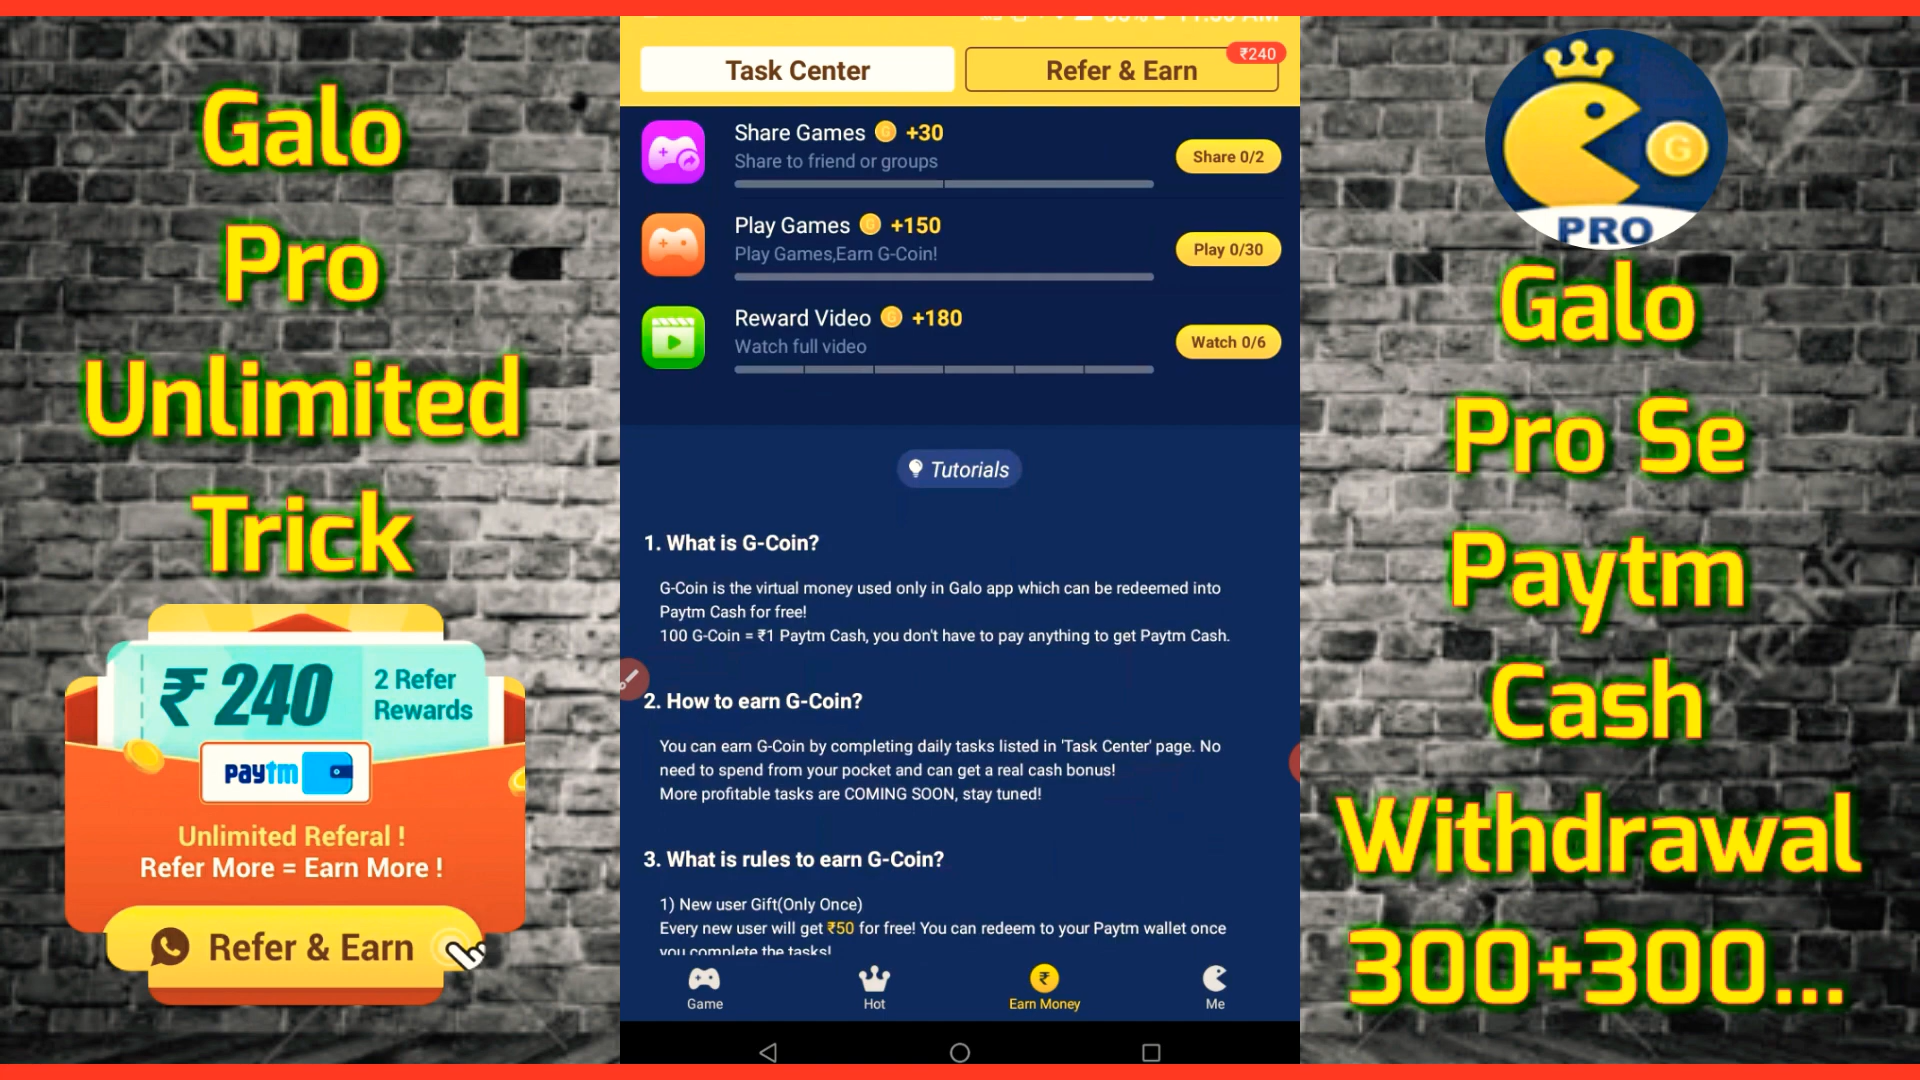 Galo
Pro
Unlimited
Trick
₹ 240
2 Refer
Rewards
paytm
Unlimited Referal !
Refer More = Earn More !
Refer & Earn
Task Center
Refer & Earn
₹240
Share Games G +30
Share to friend or groups
Share 0/2
Play Games G +150
Play Games,Earn G-Coin!
Play 0/30
Reward Video G +180
Watch full video
Watch 0/6
Tutorials
1. What is G-Coin?
G-Coin is the virtual money used only in Galo app which can be redeemed into
Paytm Cash for free!
100 G-Coin = ₹1 Paytm Cash, you don't have to pay anything to get Paytm Cash.
2. How to earn G-Coin?
You can earn G-Coin by completing daily tasks listed in 'Task Center' page. No
need to spend from your pocket and can get a real cash bonus!
More profitable tasks are COMING SOON, stay tuned!
3. What is rules to earn G-Coin?
1) New user Gift(Only Once)
Every new user will get ₹50 for free! You can redeem to your Paytm wallet once
you complete the tasks!
Game
Hot
₹
Earn Money
Me
G
PRO
Galo
Pro Se
Paytm
Cash
Withdrawal
300+300...